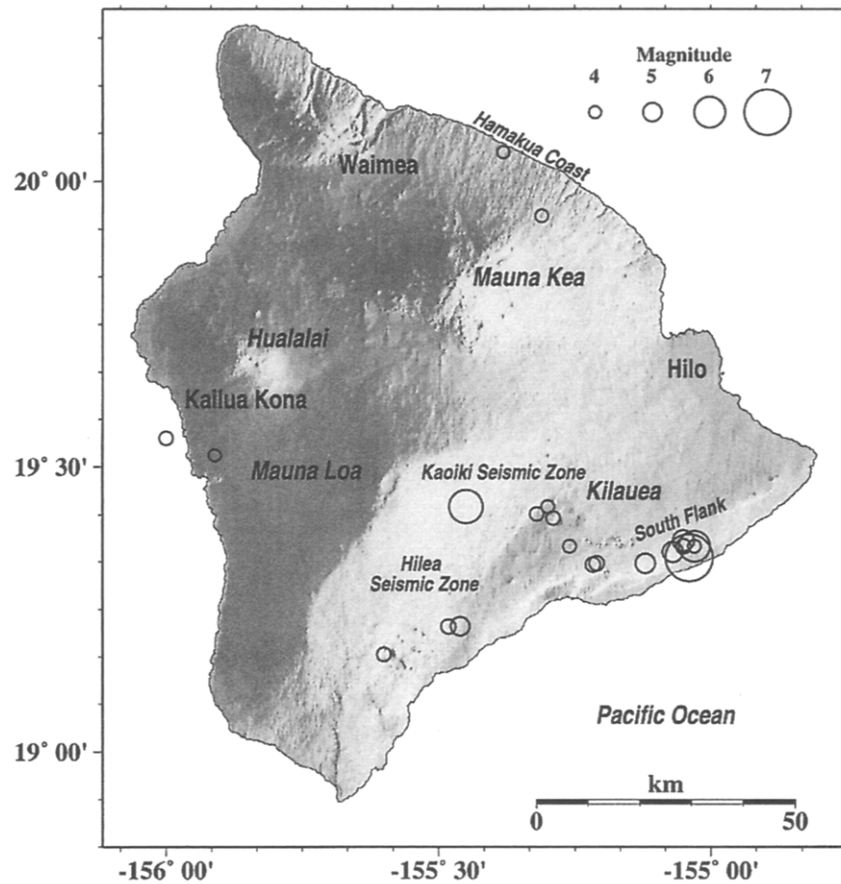 Magnitude
4 5 6 7
Hamakua Coast
Waimea
20° 00'
Mauna Kea
Hualalai
Hilo
Kailua Kona
19° 30'
Mauna Loa
Kaoiki Seismic Zone
Kilauea
South Flank
Hilea
Seismic Zone
Pacific Ocean
19° 00'
km
0 50
-156° 00' -155° 30' -155° 00'